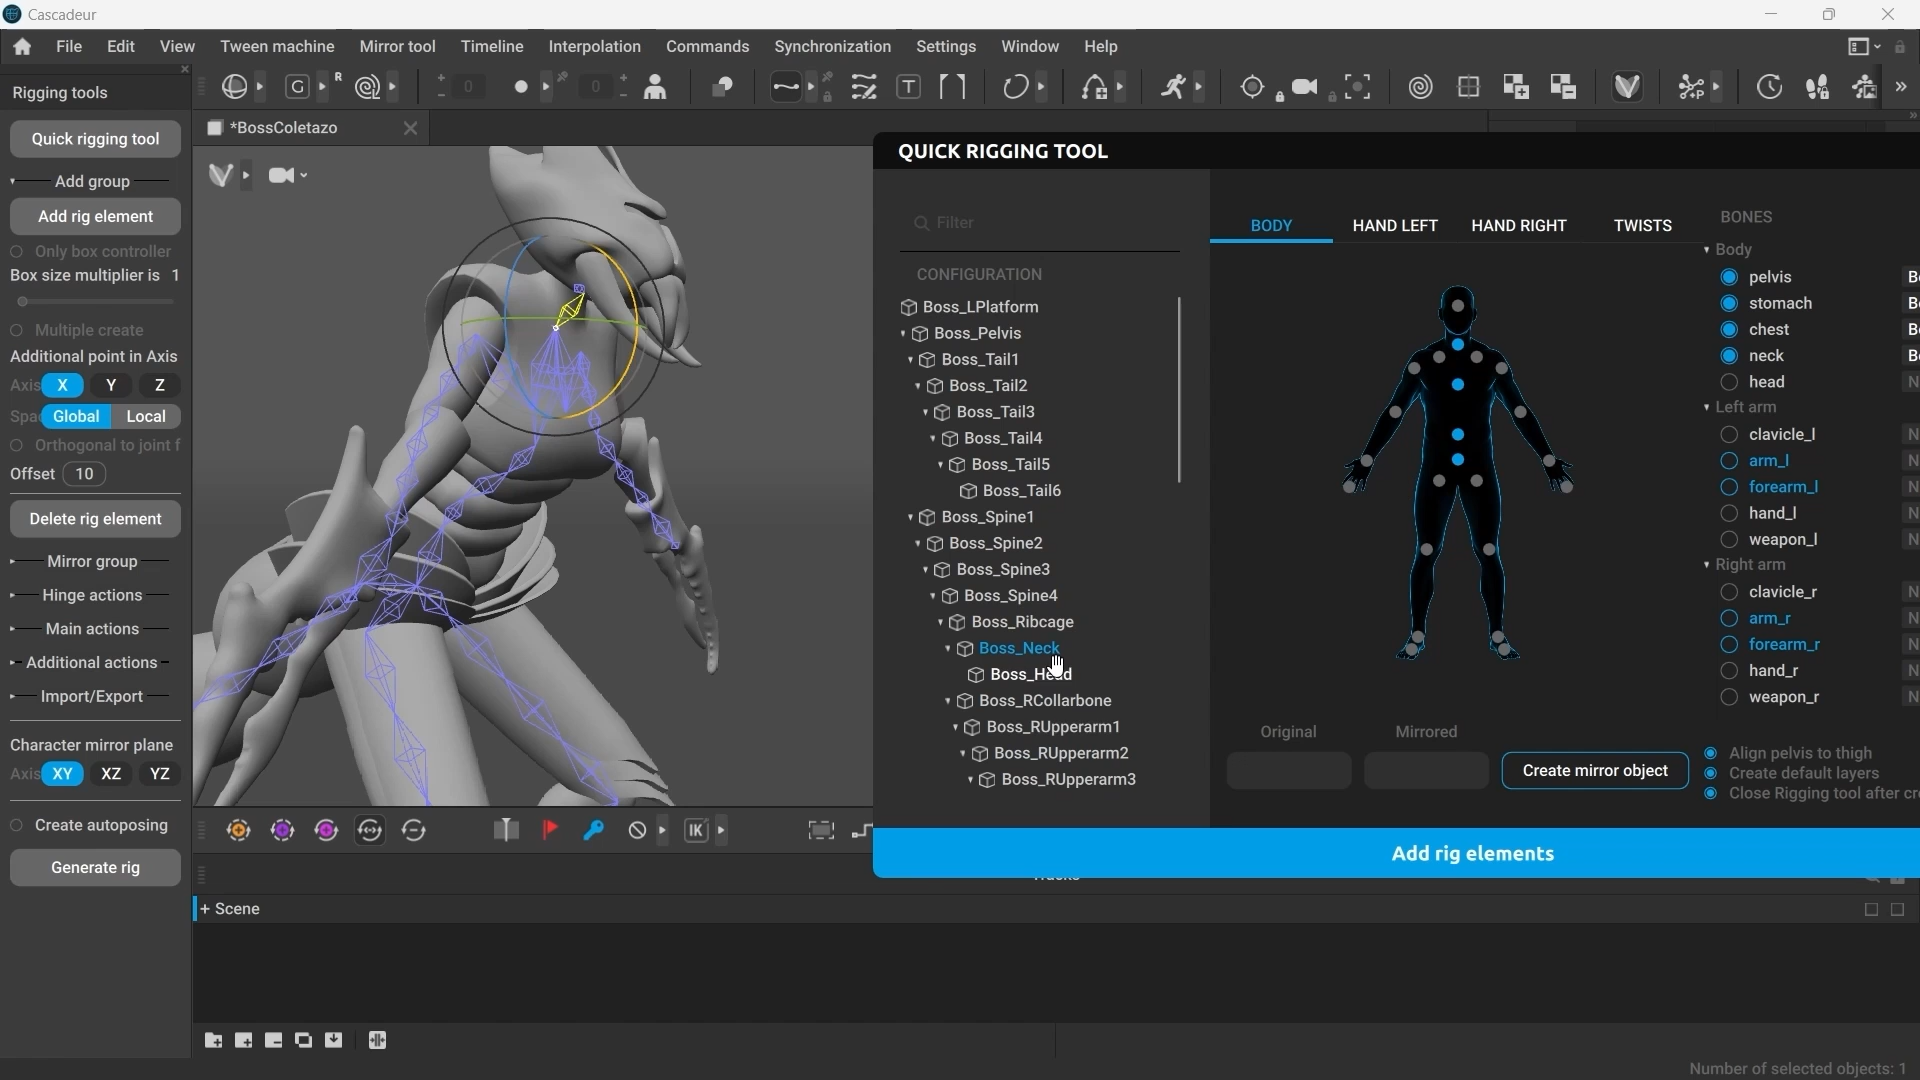 Cascadeur
File Edit View Tween machine Mirror tool Timeline Interpolation Commands Synchronization Settings Window Help
Rigging tools
G R 0 0 T
Quick rigging tool
*BossColetazo
Add group
Add rig element
Only box controller
Box size multiplier is 1
Multiple create
Additional point in Axis
Axis X Y Z
Global Local
Orthogonal to joint f
Offset 10
Delete rig element
Mirror group
Hinge actions
Main actions
Additional actions
Import/Export
Character mirror plane
Axis XY XZ YZ
Create autoposing
Generate rig
QUICK RIGGING TOOL
Filter
CONFIGURATION
Boss_LPlatform
Boss_Pelvis
Boss_Tail1
Boss_Tail2
Boss_Tail3
Boss_Tail4
Boss_Tail5
Boss_Tail6
Boss_Spine1
Boss_Spine2
Boss_Spine3
Boss_Spine4
Boss_Ribcage
Boss_Neck
Boss_Head
Boss_RCollarbone
Boss_RUpperarm1
Boss_RUpperarm2
Boss_RUpperarm3
BODY HAND LEFT HAND RIGHT TWISTS
BONES
Body
pelvis
stomach
chest
neck
head
Left arm
clavicle_l
arm_l
forearm_l
hand_l
weapon_l
Right arm
clavicle_r
arm_r
forearm_r
hand_r
weapon_r
Original Mirrored
Create mirror object
Align pelvis to thigh
Create default layers
Close Rigging tool after cr
Add rig elements
IK
+ Scene
Number of selected objects: 1